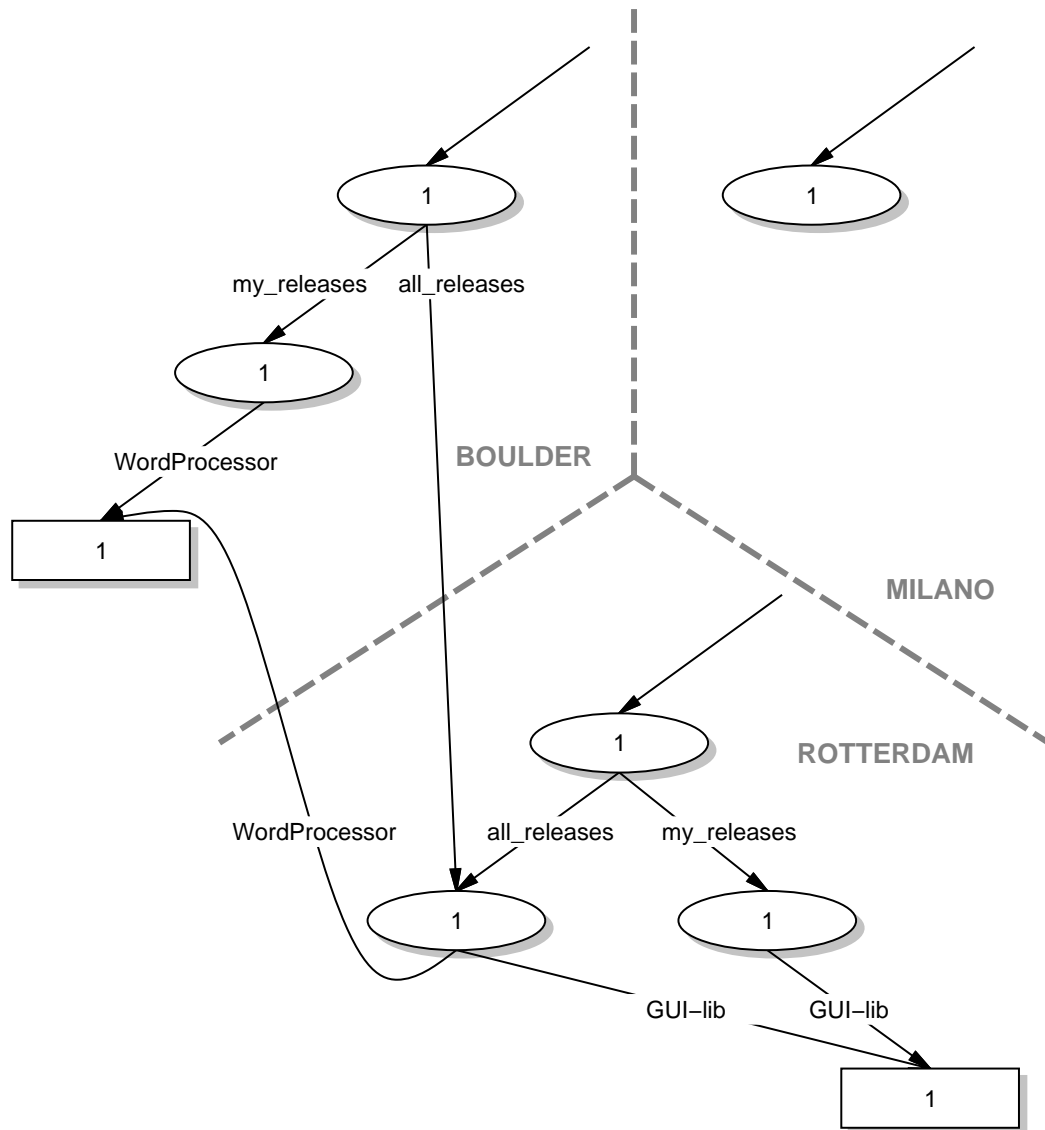 1
1
my_releases
all_releases
1
WordProcessor
BOULDER
1
MILANO
1
ROTTERDAM
WordProcessor
all_releases
my_releases
1
1
GUI−lib
GUI−lib
1